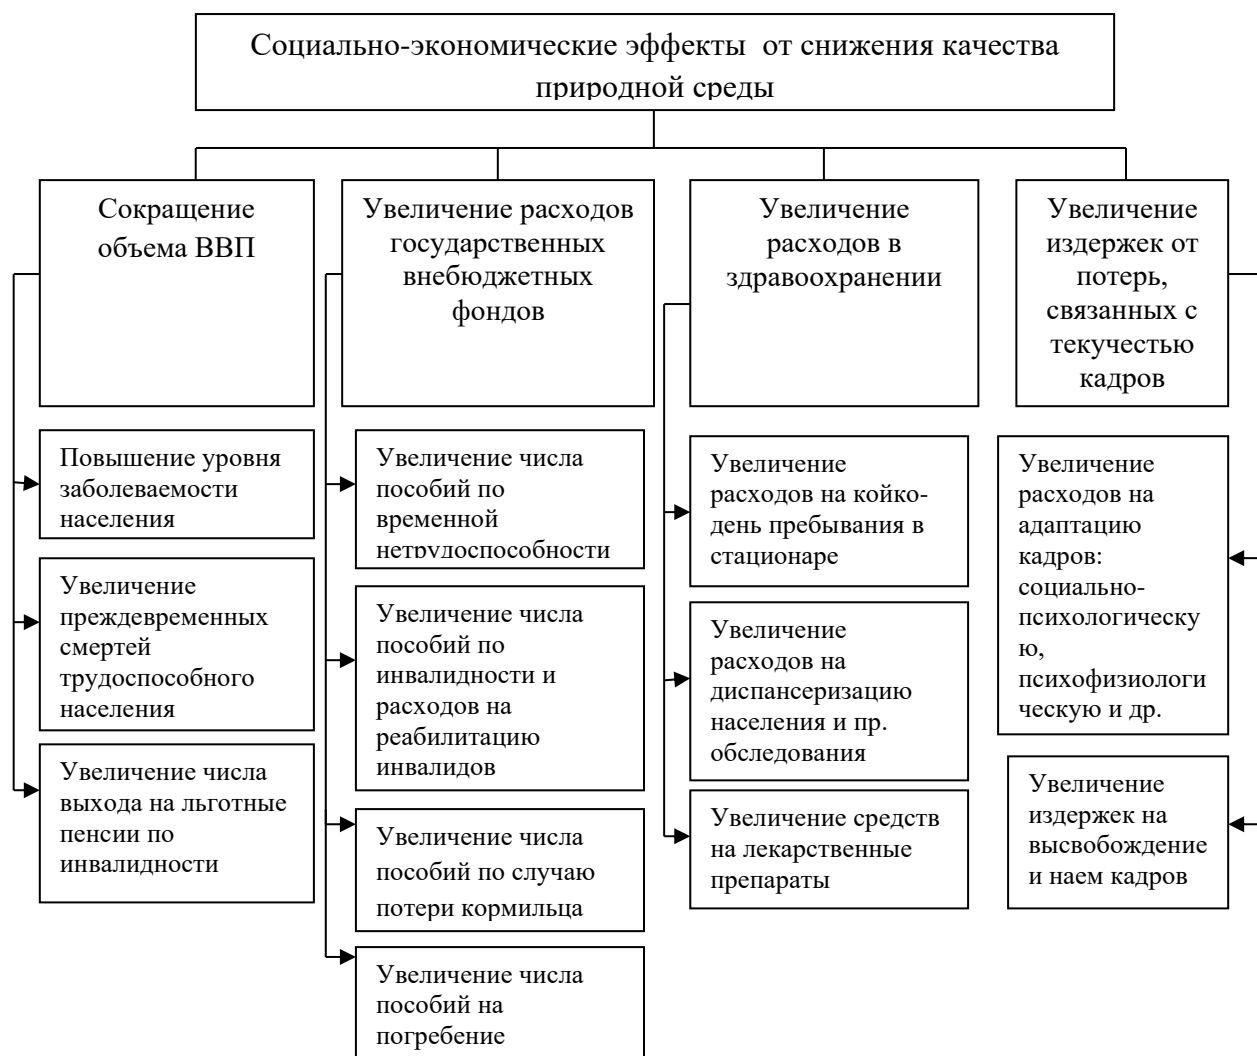 Социально-экономические эффекты от снижения качества
природной среды
Сокращение
объема ВВП
Увеличение расходов
государственных
внебюджетных
фондов
Увеличение
расходов в
здравоохранении
Увеличение
издержек от
потерь,
связанных с
текучестью
кадров
Повышение уровня
заболеваемости
населения
Увеличение
преждевременных
смертей
трудоспособного
населения
Увеличение числа
выхода на льготные
пенсии по
инвалидности
Увеличение числа
пособий по
временной
нетрудоспособности
Увеличение числа
пособий по
инвалидности и
расходов на
реабилитацию
инвалидов
Увеличение числа
пособий по случаю
потери кормильца
Увеличение числа
пособий на
погребение
Увеличение
расходов на койко-
день пребывания в
стационаре
Увеличение
расходов на
диспансеризацию
населения и пр.
обследования
Увеличение средств
на лекарственные
препараты
Увеличение
расходов на
адаптацию
кадров:
социально-
психологическу
ю,
психофизиологи
ческую и др.
Увеличение
издержек на
высвобождение
и наем кадров